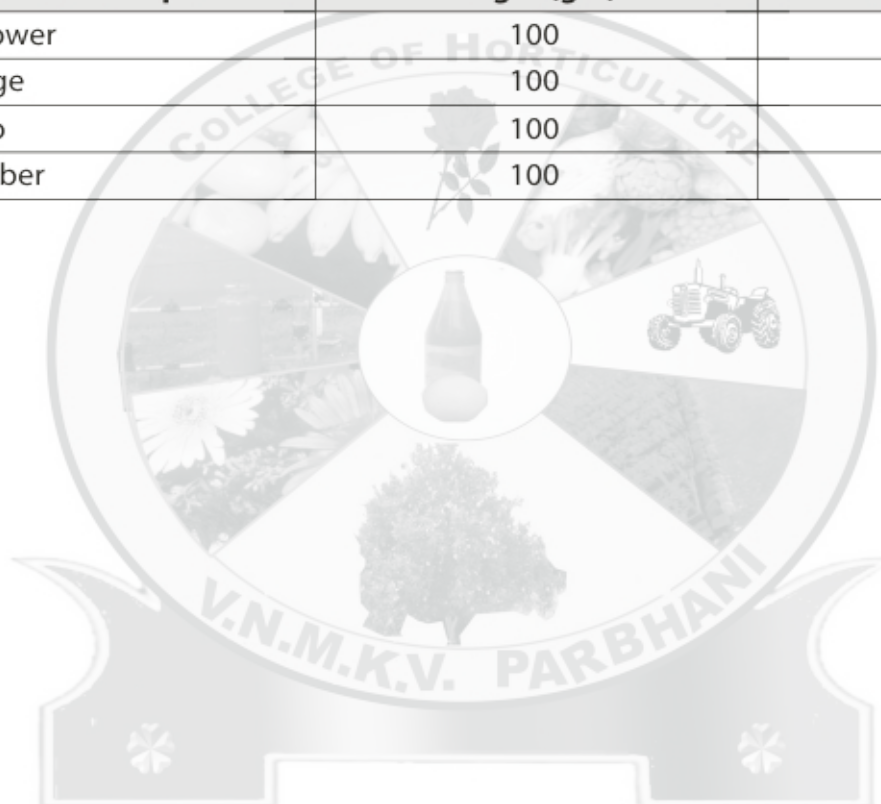 ower 100
ge 100
o 100
ber 100
COLLEGE OF HORTICULTURE
V.N.M.K.V. PARBHANI